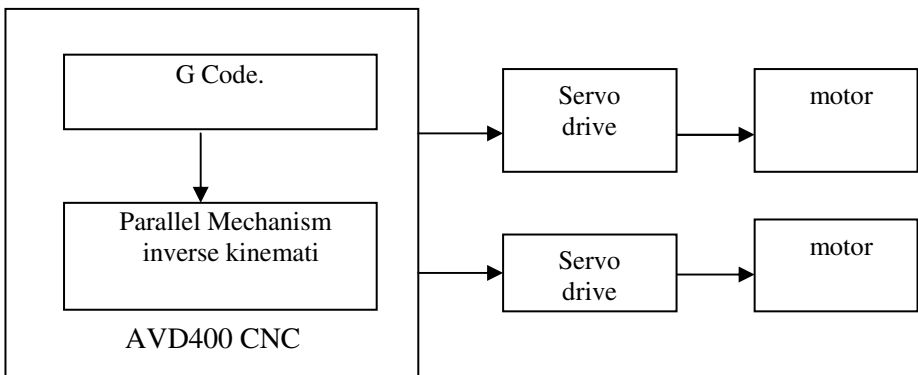 G Code.
Parallel Mechanism
inverse kinemati
AVD400 CNC
Servo
drive
motor
Servo
drive
motor